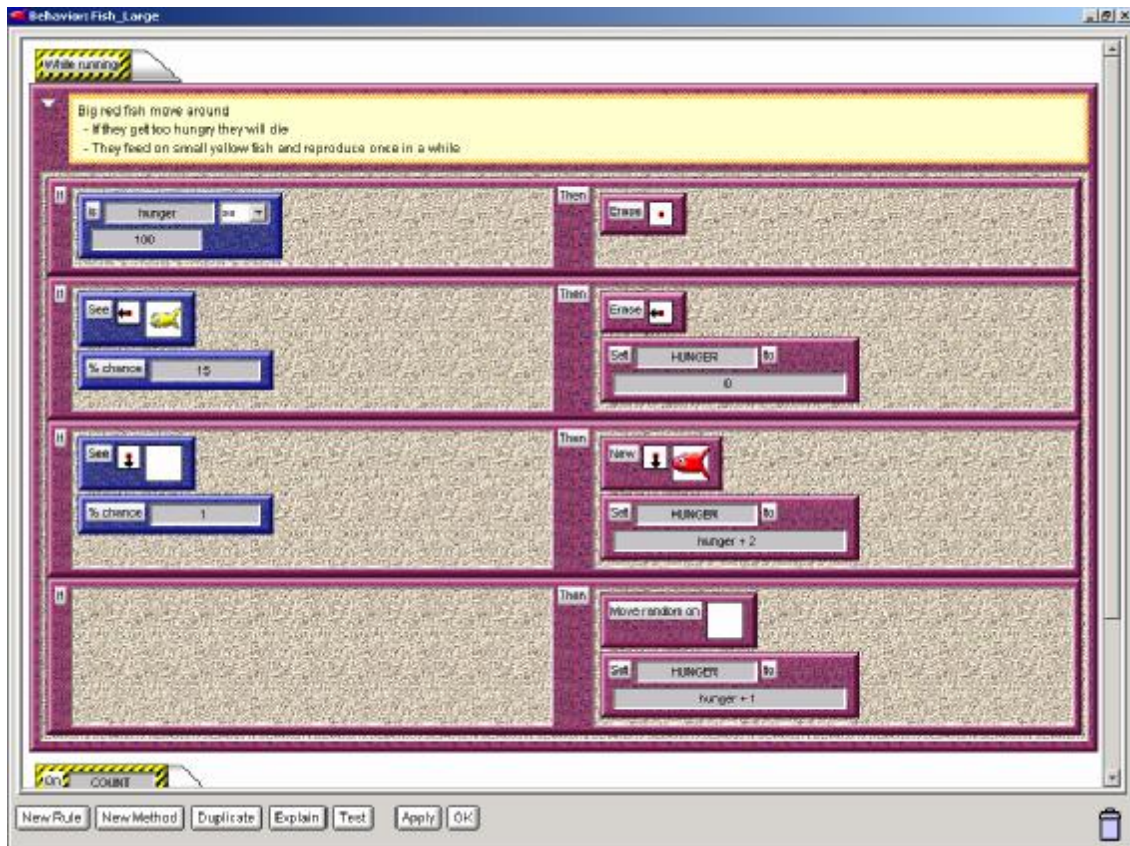 Behavior: Fish_Large
While running
Big red fish move around
- If they get too hungry they will die
- They feed on small yellow fish and reproduce once in a while
If
Is hunger
100
Then
Erase
If
See
% chance 15
Then
Erase
Set HUNGER to
0
If
See
% chance 1
Then
New
Set HUNGER to
hunger + 2
If
Then
Move random on
Set HUNGER to
hunger + 1
On COUNT
New Rule New Method Duplicate Explain Test Apply OK